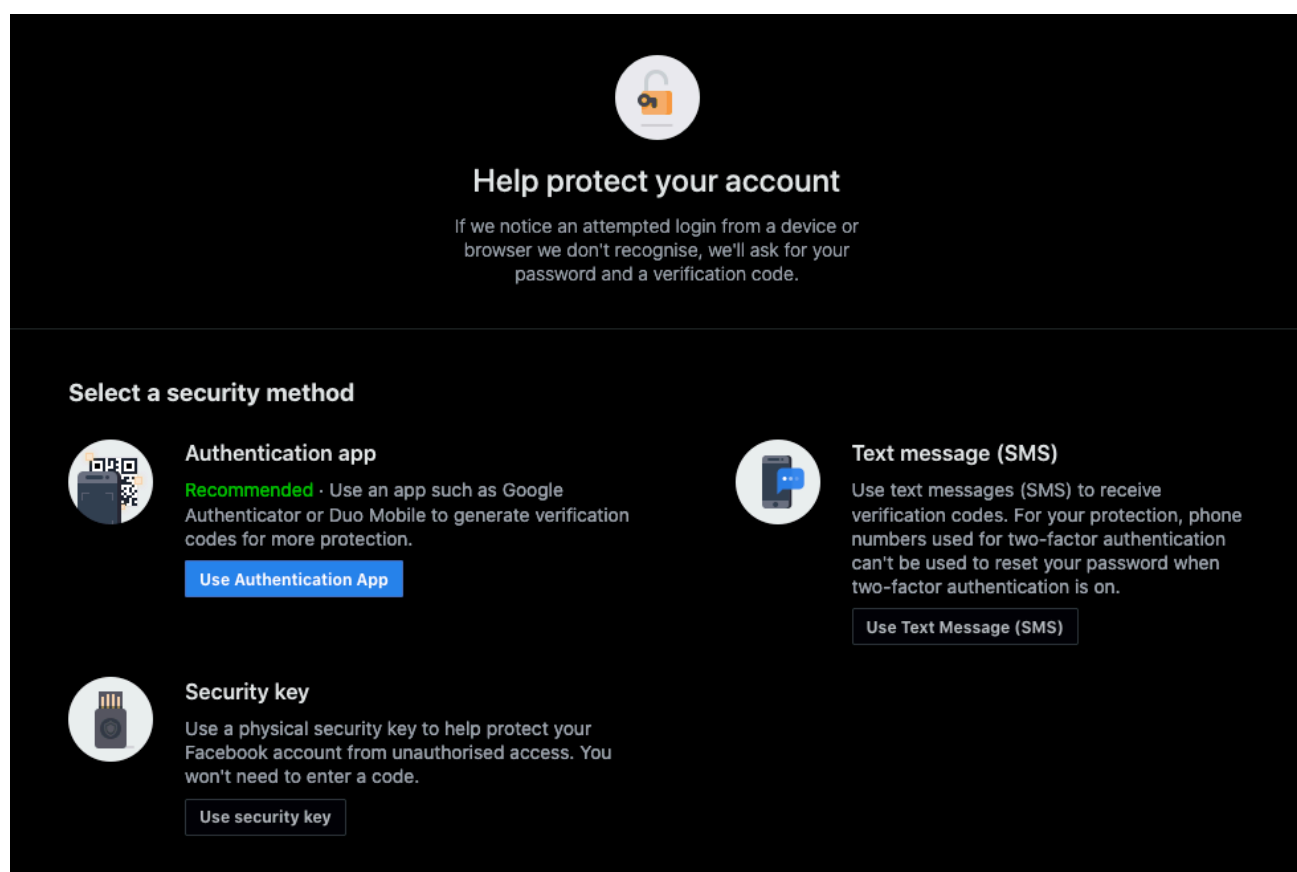 Help protect your account
If we notice an attempted login from a device or
browser we don't recognise, we'll ask for your
password and a verification code.
Select a security method
Authentication app
Recommended · Use an app such as Google
Authenticator or Duo Mobile to generate verification
codes for more protection.
Use Authentication App
Text message (SMS)
Use text messages (SMS) to receive
verification codes. For your protection, phone
numbers used for two-factor authentication
can't be used to reset your password when
two-factor authentication is on.
Use Text Message (SMS)
Security key
Use a physical security key to help protect your
Facebook account from unauthorised access. You
won't need to enter a code.
Use security key